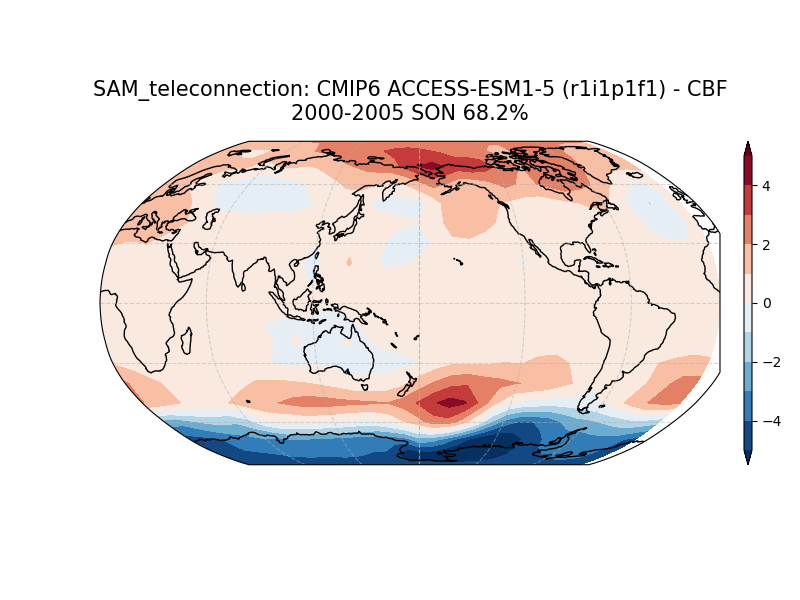 SAM_teleconnection: CMIP6 ACCESS-ESM1-5 (r1i1p1f1) - CBF
2000-2005 SON 68.2%
4
2
0
−2
−4